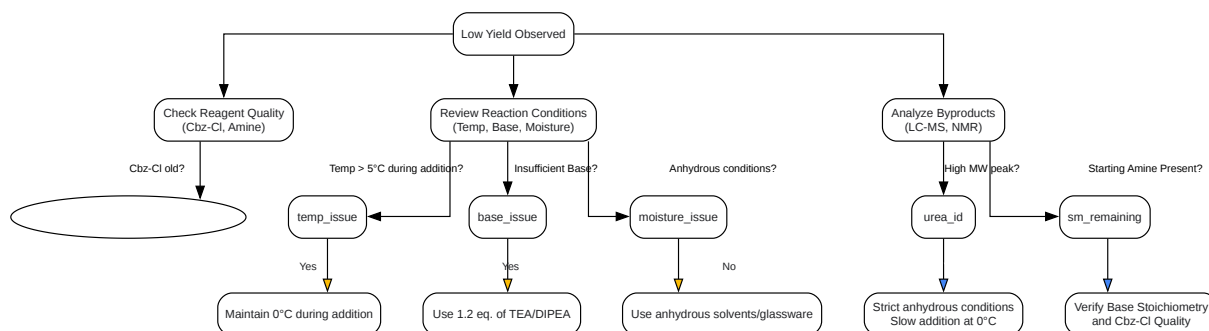 Low Yield Observed
Check Reagent Quality
(Cbz-Cl, Amine)
Review Reaction Conditions
(Temp, Base, Moisture)
Analyze Byproducts
(LC-MS, NMR)
Cbz-Cl old?
Temp > 5°C during addition?
Insufficient Base?
Anhydrous conditions?
High MW peak?
Starting Amine Present?
temp_issue
base_issue
moisture_issue
urea_id
sm_remaining
Yes
Yes
No
Maintain 0°C during addition
Use 1.2 eq. of TEA/DIPEA
Use anhydrous solvents/glassware
Strict anhydrous conditions
Slow addition at 0°C
Verify Base Stoichiometry
and Cbz-Cl Quality